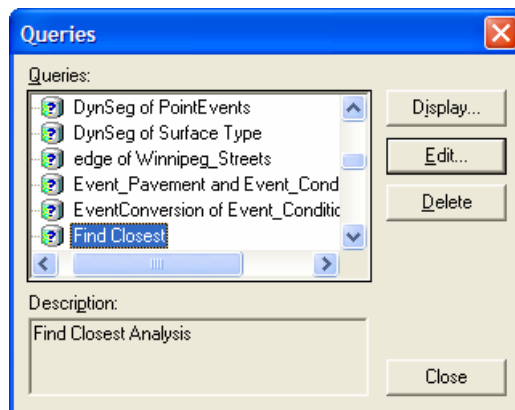 Queries
Queries:
DynSeg of PointEvents
DynSeg of Surface Type
edge of Winnipeg_Streets
Event_Pavement and Event_Cond
EventConversion of Event_Conditic
Find Closest
Display...
Edit...
Delete
Description:
Find Closest Analysis
Close